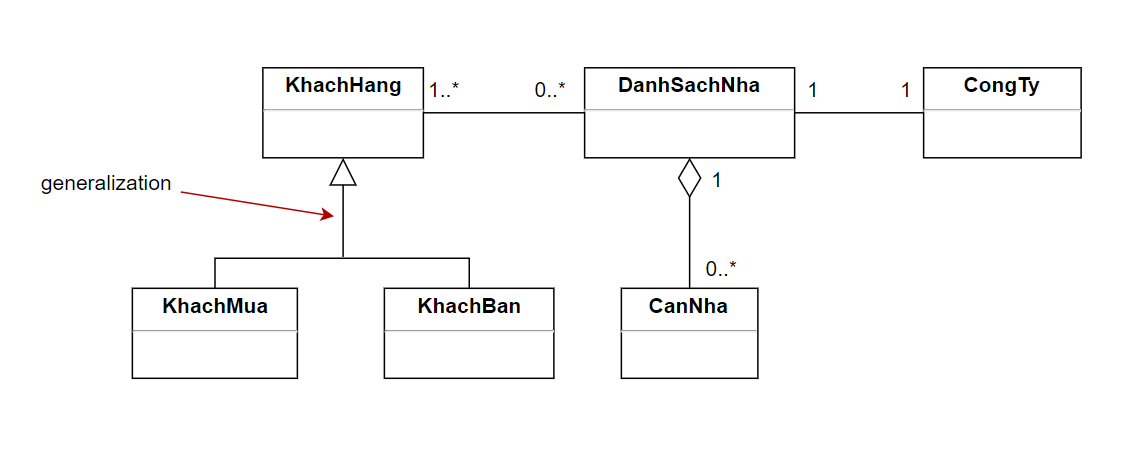 KhachHang
1..*
0..*
DanhSachNha
1
1
CongTy
generalization
1
0..*
KhachMua
KhachBan
CanNha